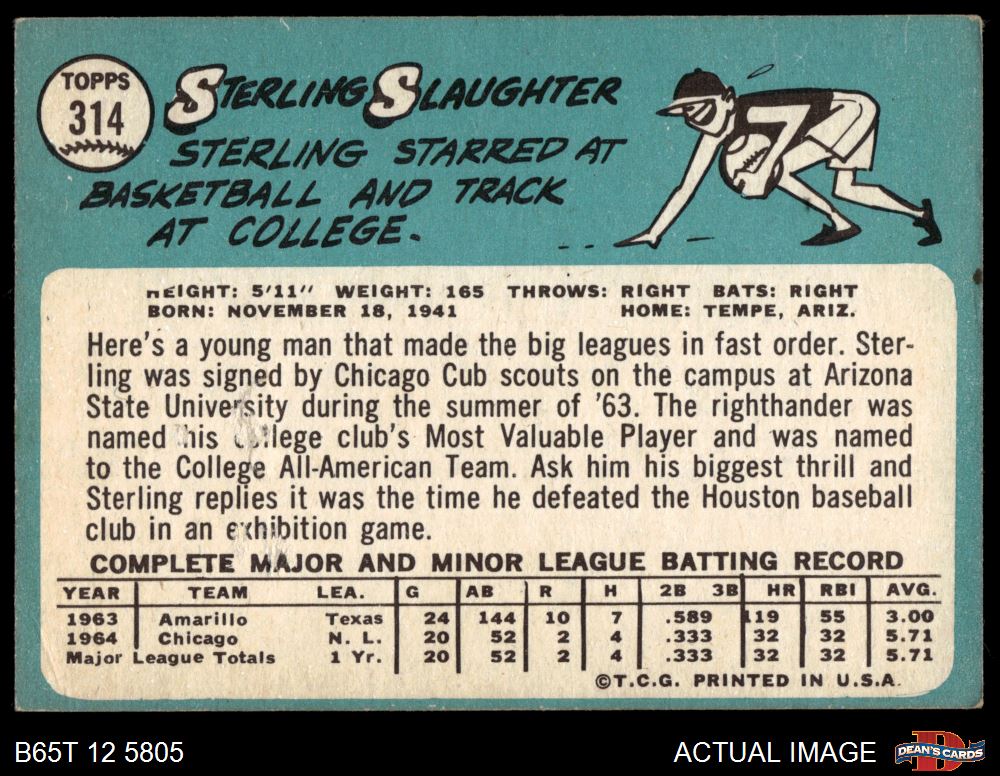 TOPPS
314
STERLING SLAUGHTER
STERLING STARRED AT
BASKETBALL AND TRACK
AT COLLEGE.
7
HEIGHT: 5'11" WEIGHT: 165 THROWS: RIGHT BATS: RIGHT
BORN: NOVEMBER 18, 1941 HOME: TEMPE, ARIZ.
Here's a young man that made the big leagues in fast order. Ster-
ling was signed by Chicago Cub scouts on the campus at Arizona
State University during the summer of '63. The righthander was
named his college club's Most Valuable Player and was named
to the College All-American Team. Ask him his biggest thrill and
Sterling replies it was the time he defeated the Houston baseball
club in an exhibition game.
COMPLETE MAJOR AND MINOR LEAGUE BATTING RECORD
YEAR TEAM LEA. G AB R H 2B 3B HR RBI AVG.
1963 Amarillo Texas 24 144 10 7 .589 119 55 3.00
1964 Chicago N. L. 20 52 2 4 .333 32 32 5.71
Major League Totals 1 Yr. 20 52 2 4 .333 32 32 5.71
©T.C.G. PRINTED IN U.S.A.
B65T 12 5805 ACTUAL IMAGE DEAN'S CARDS